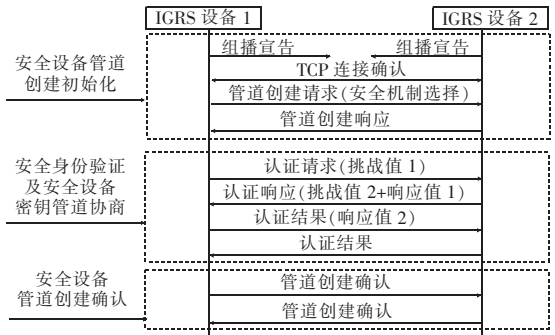 IGRS 设备 1
IGRS 设备 2
组播宣告
组播宣告
TCP 连接确认
安全设备管道
创建初始化
管道创建请求(安全机制选择)
管道创建响应
安全身份验证
及安全设备
密钥管道协商
认证请求(挑战值 1)
认证响应(挑战值 2+响应值 1)
认证结果(响应值 2)
认证结果
安全设备
管道创建确认
管道创建确认
管道创建确认